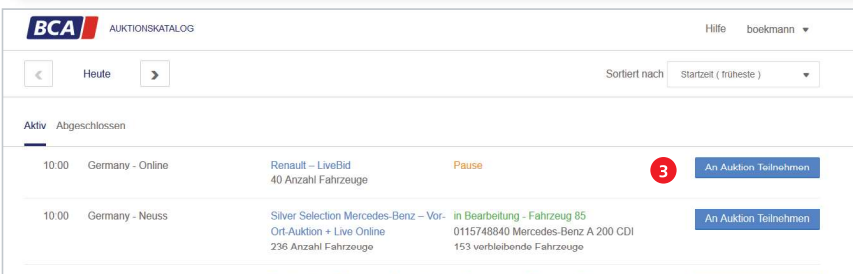 BCA AUKTIONSKATALOG Hilfe boekmann
Heute Sortiert nach Startzeit ( früheste )
Aktiv Abgeschlossen
10:00 Germany - Online Renault – LiveBid Pause 3 An Auktion Teilnehmen
40 Anzahl Fahrzeuge
10:00 Germany - Neuss Silver Selection Mercedes-Benz – Vor- in Bearbeitung - Fahrzeug 85 An Auktion Teilnehmen
Ort-Auktion + Live Online 0115748840 Mercedes-Benz A 200 CDI
236 Anzahl Fahrzeuge 153 verbleibende Fahrzeuge